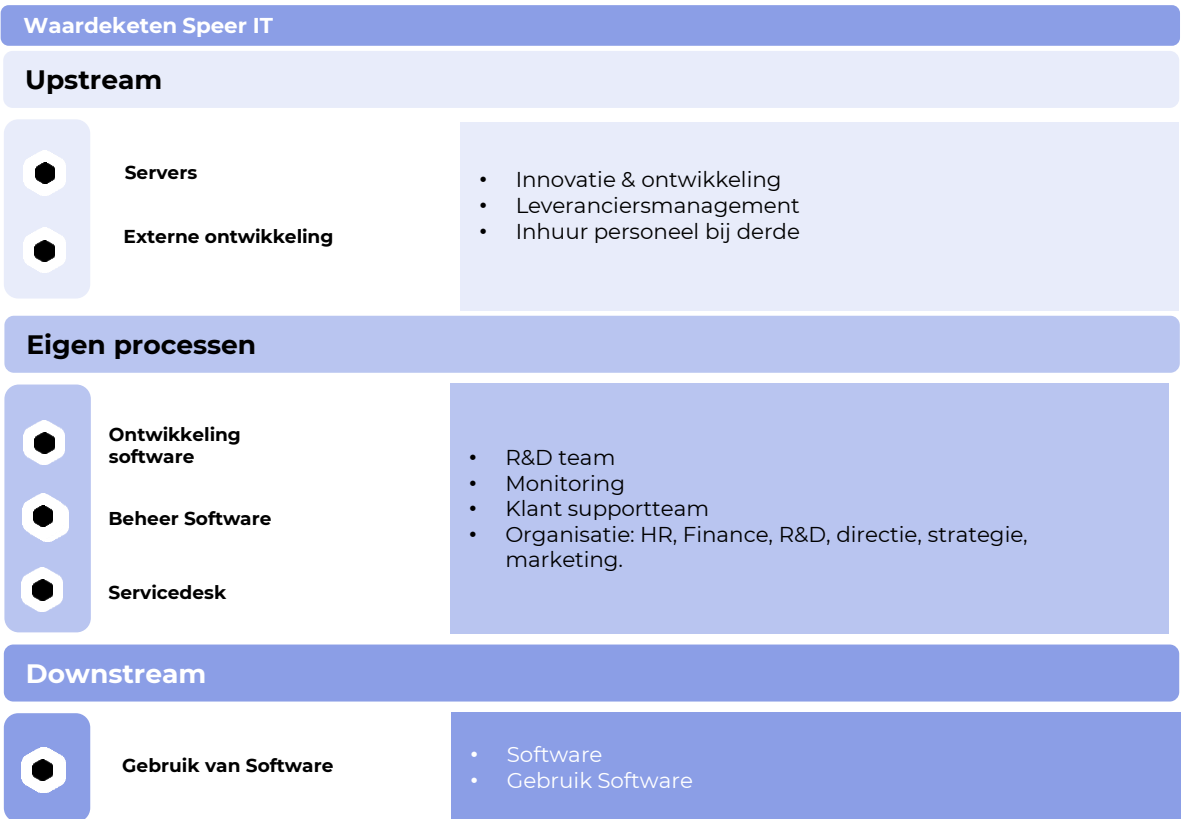 Waardeketen Speer IT
Upstream
Servers
Externe ontwikkeling
• Innovatie & ontwikkeling
• Leveranciersmanagement
• Inhuur personeel bij derde
Eigen processen
Ontwikkeling
software
Beheer Software
Servicedesk
• R&D team
• Monitoring
• Klant supportteam
• Organisatie: HR, Finance, R&D, directie, strategie,
marketing.
Downstream
Gebruik van Software
• Software
• Gebruik Software